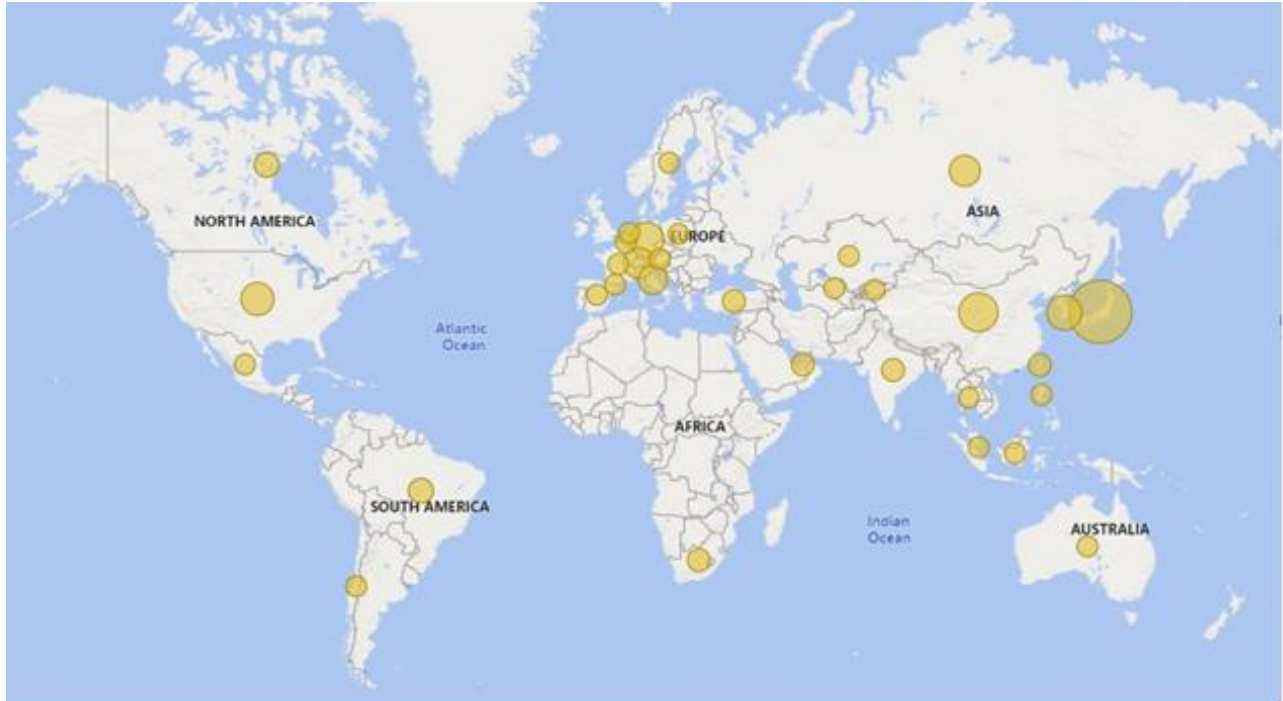 NORTH AMERICA
ASIA
EUROPE
Atlantic
Ocean
AFRICA
SOUTH AMERICA
Indian
Ocean
AUSTRALIA